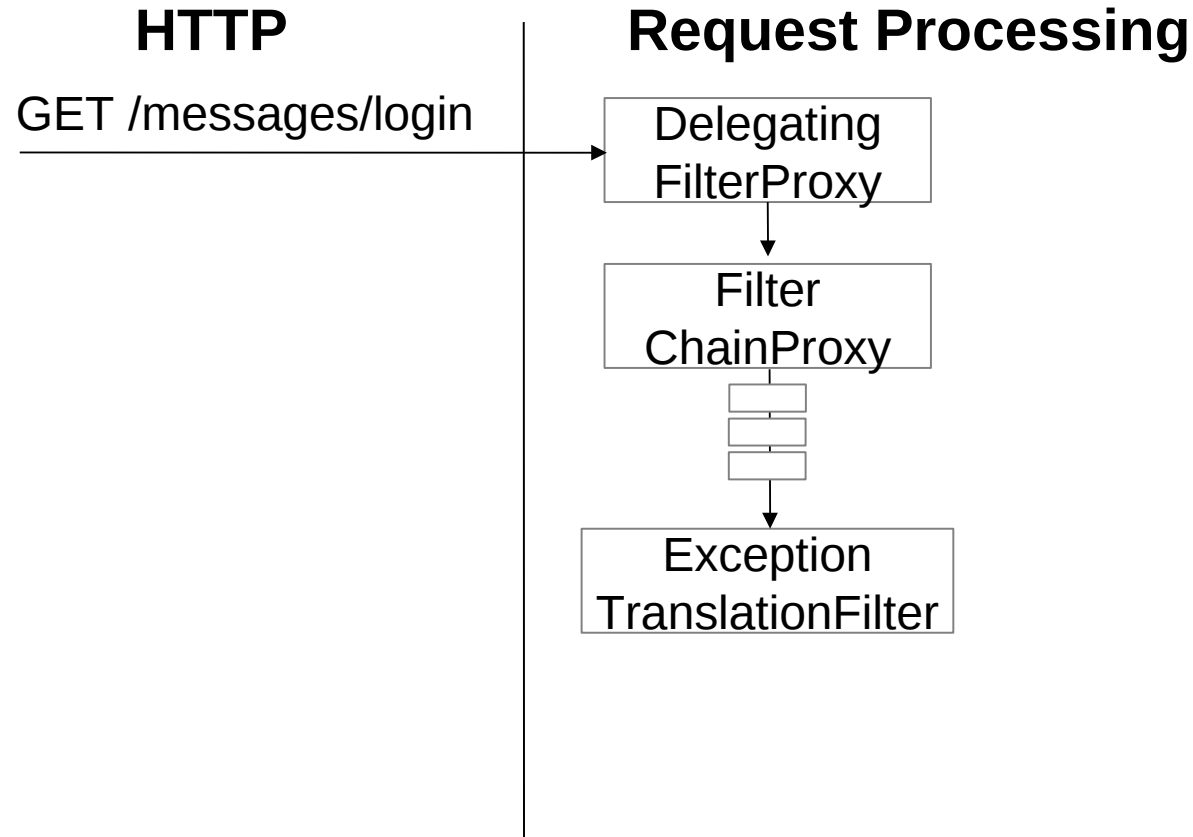 HTTP
Request Processing
GET /messages/login
Delegating
FilterProxy
Filter
ChainProxy
Exception
TranslationFilter